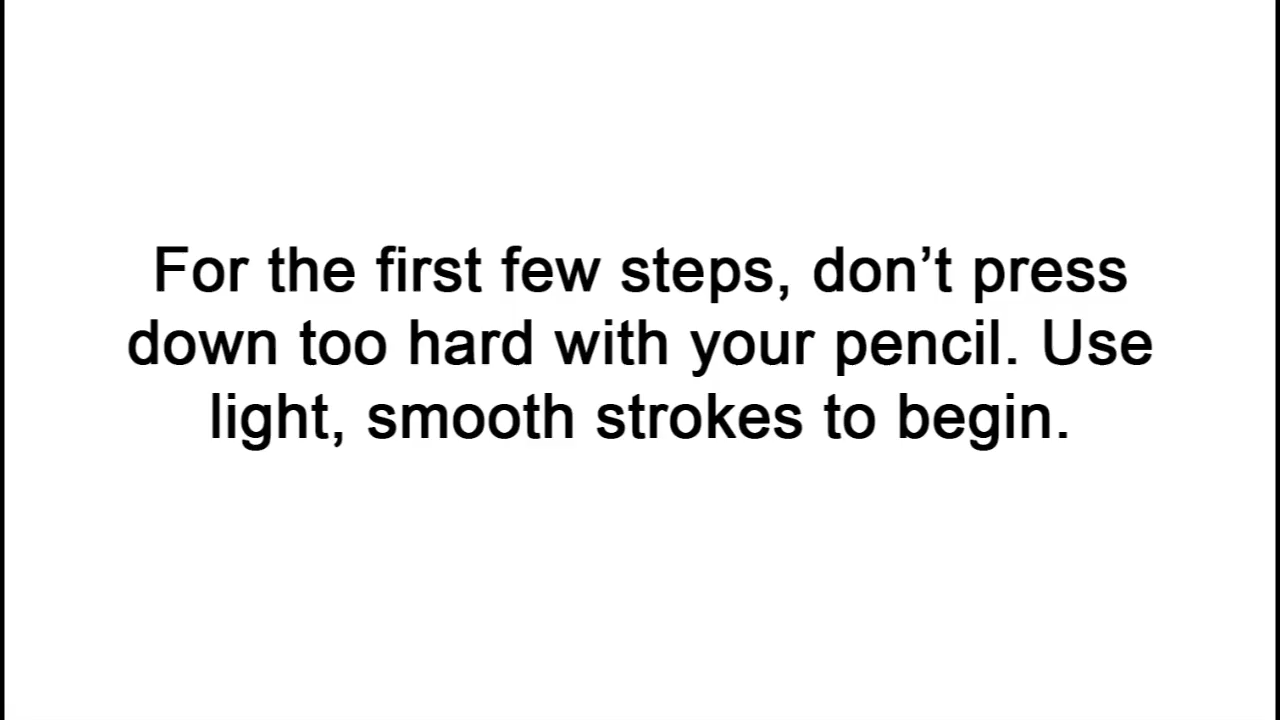 For the first few steps, don’t press
down too hard with your pencil. Use
light, smooth strokes to begin.